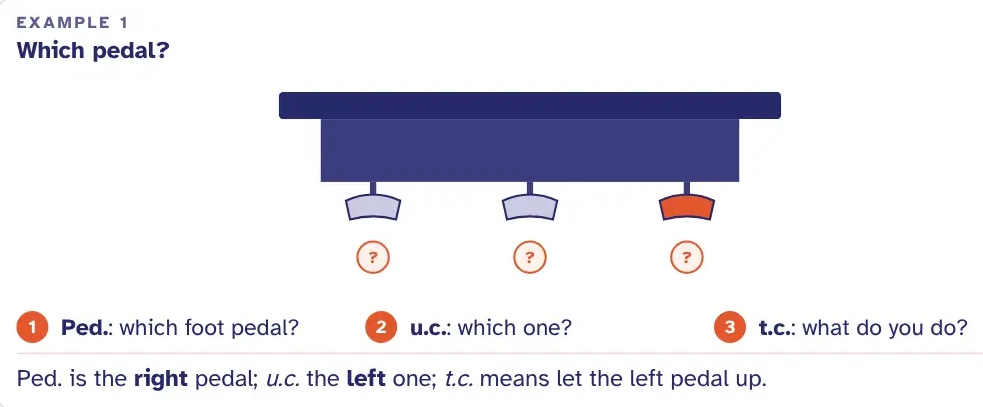 EXAMPLE 1
Which pedal?
? ? ?
1 Ped.: which foot pedal? 2 u.c.: which one? 3 t.c.: what do you do?
Ped. is the right pedal; u.c. the left one; t.c. means let the left pedal up.